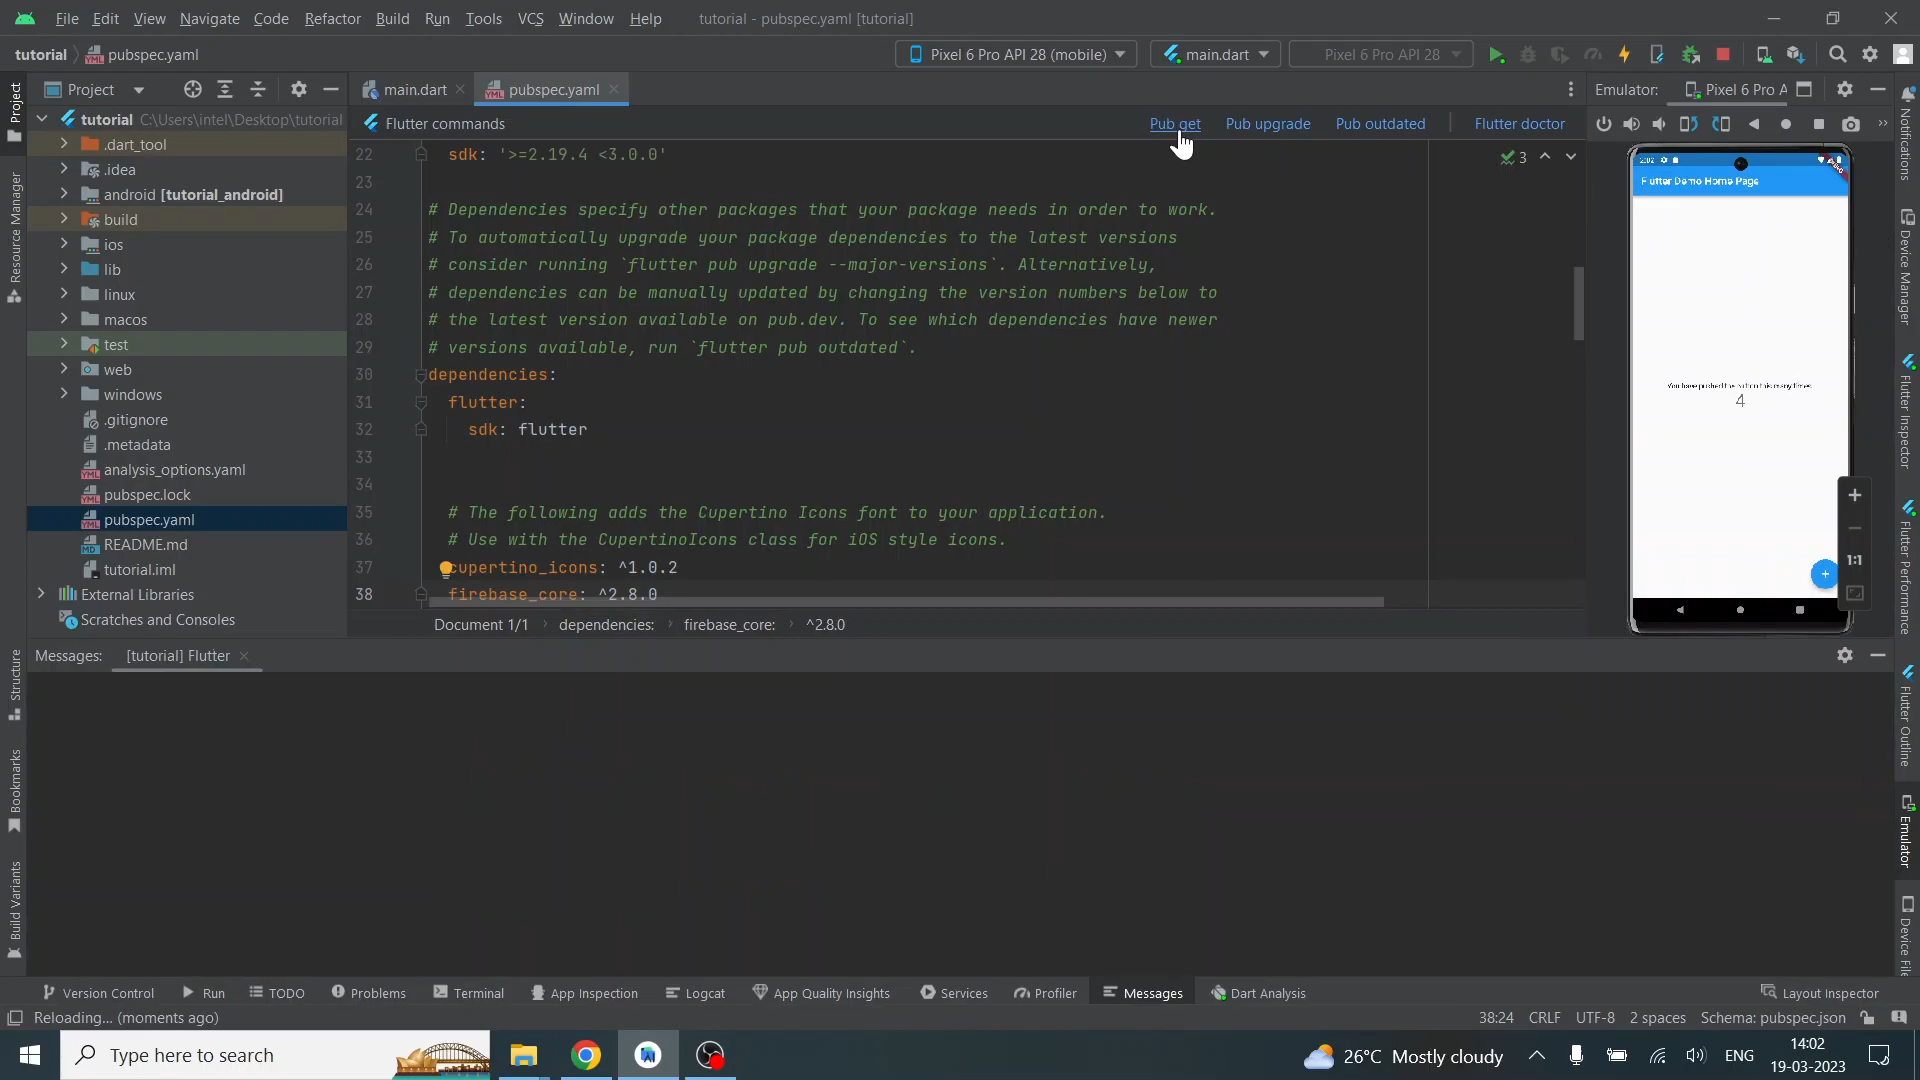 File Edit View Navigate Code Refactor Build Run Tools VCS Window Help tutorial - pubspec.yaml [tutorial]
tutorial pubspec.yaml Pixel 6 Pro API 28 (mobile) main.dart Pixel 6 Pro API 28
Project main.dart pubspec.yaml Emulator: Pixel 6 Pro A
Flutter commands Pub get Pub upgrade Pub outdated Flutter doctor
tutorial C:\Users\intel\Desktop\tutorial
.dart_tool
.idea
android [tutorial_android]
build
ios
lib
linux
macos
test
web
windows
.gitignore
.metadata
analysis_options.yaml
pubspec.lock
pubspec.yaml
README.md
tutorial.iml
External Libraries
Scratches and Consoles
22 sdk: '>=2.19.4 <3.0.0'
23
24 # Dependencies specify other packages that your package needs in order to work.
25 # To automatically upgrade your package dependencies to the latest versions
26 # consider running `flutter pub upgrade --major-versions`. Alternatively,
27 # dependencies can be manually updated by changing the version numbers below to
28 # the latest version available on pub.dev. To see which dependencies have newer
29 # versions available, run `flutter pub outdated`.
30 dependencies:
31 flutter:
32 sdk: flutter
33
34
35 # The following adds the Cupertino Icons font to your application.
36 # Use with the CupertinoIcons class for iOS style icons.
37 cupertino_icons: ^1.0.2
38 firebase_core: ^2.8.0
3
Document 1/1 dependencies: firebase_core: ^2.8.0
2:02
Flutter Demo Home Page
You have pushed the button this many times:
4
+
1:1
Project
Resource Manager
Structure
Bookmarks
Build Variants
Notifications
Device Manager
Flutter Inspector
Flutter Performance
Flutter Outline
Emulator
Device File
Messages: [tutorial] Flutter
Version Control Run TODO Problems Terminal App Inspection Logcat App Quality Insights Services Profiler Messages Dart Analysis Layout Inspector
Reloading... (moments ago) 38:24 CRLF UTF-8 2 spaces Schema: pubspec.json
Type here to search 26°C Mostly cloudy ENG 14:02
19-03-2023